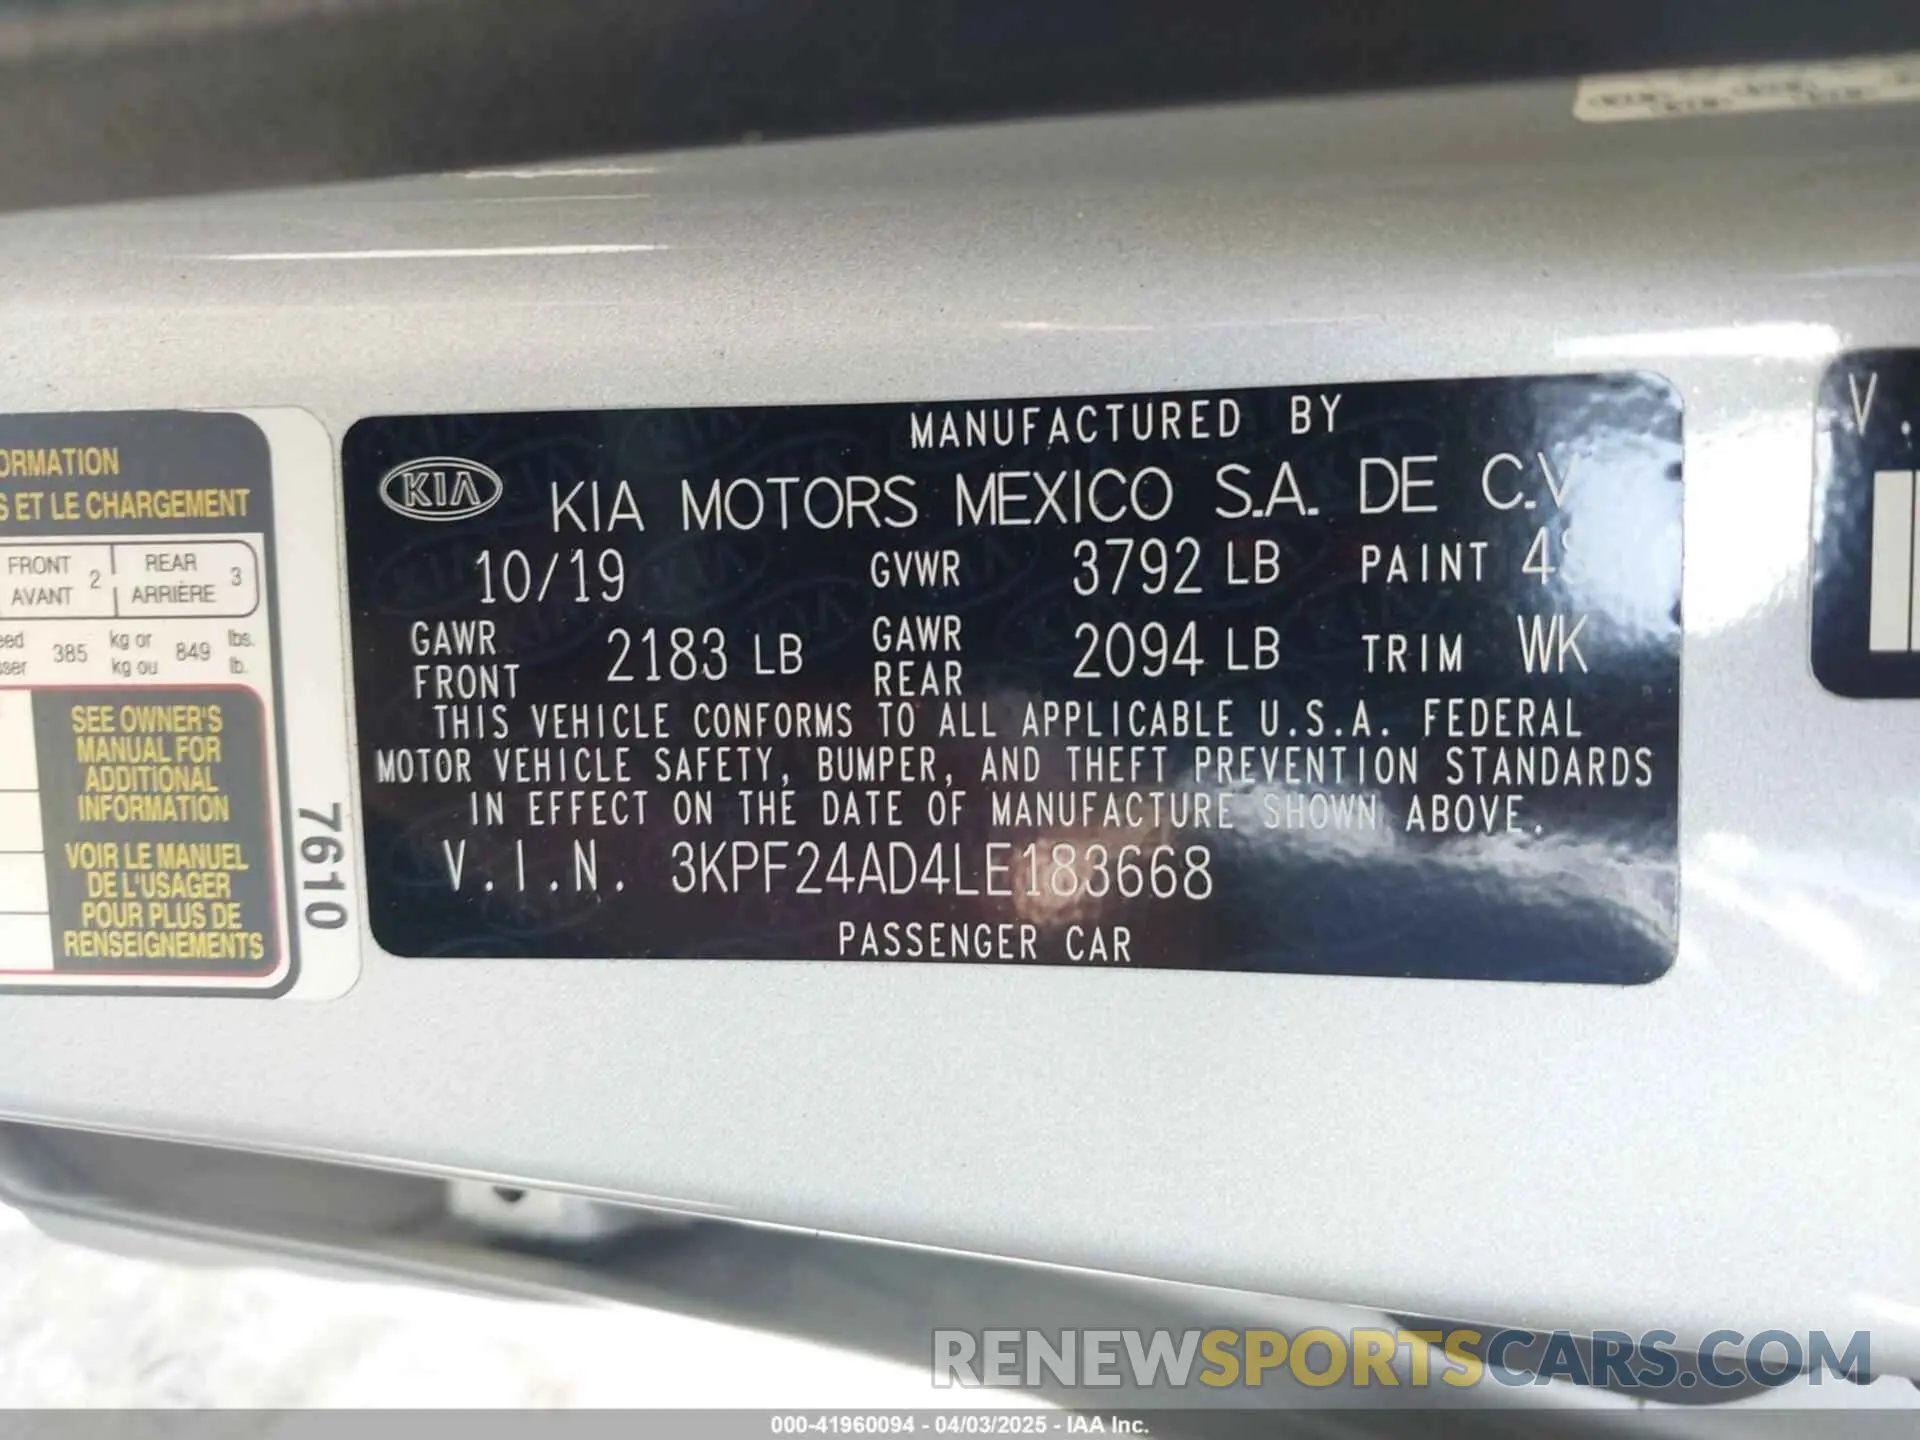 ORMATION
S ET LE CHARGEMENT
FRONT
AVANT 2
REAR
ARRIÈRE 3
385 kg or
kg ou 849 lbs.
lb.
SEE OWNER'S
MANUAL FOR
ADDITIONAL
INFORMATION
VOIR LE MANUEL
DE L'USAGER
POUR PLUS DE
RENSEIGNEMENTS
7610
MANUFACTURED BY
KIA KIA MOTORS MEXICO S.A. DE C.V
10/19 GVWR 3792 LB PAINT
GAWR
FRONT 2183 LB GAWR
REAR 2094 LB TRIM WK
THIS VEHICLE CONFORMS TO ALL APPLICABLE U.S.A. FEDERAL
MOTOR VEHICLE SAFETY, BUMPER, AND THEFT PREVENTION STANDARDS
IN EFFECT ON THE DATE OF MANUFACTURE SHOWN ABOVE.
V.I.N. 3KPF24AD4LE183668
PASSENGER CAR
V.
RENEWSPORTSCARS.COM
000-41960094 - 04/03/2025 - IAA Inc.